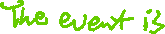 The event is